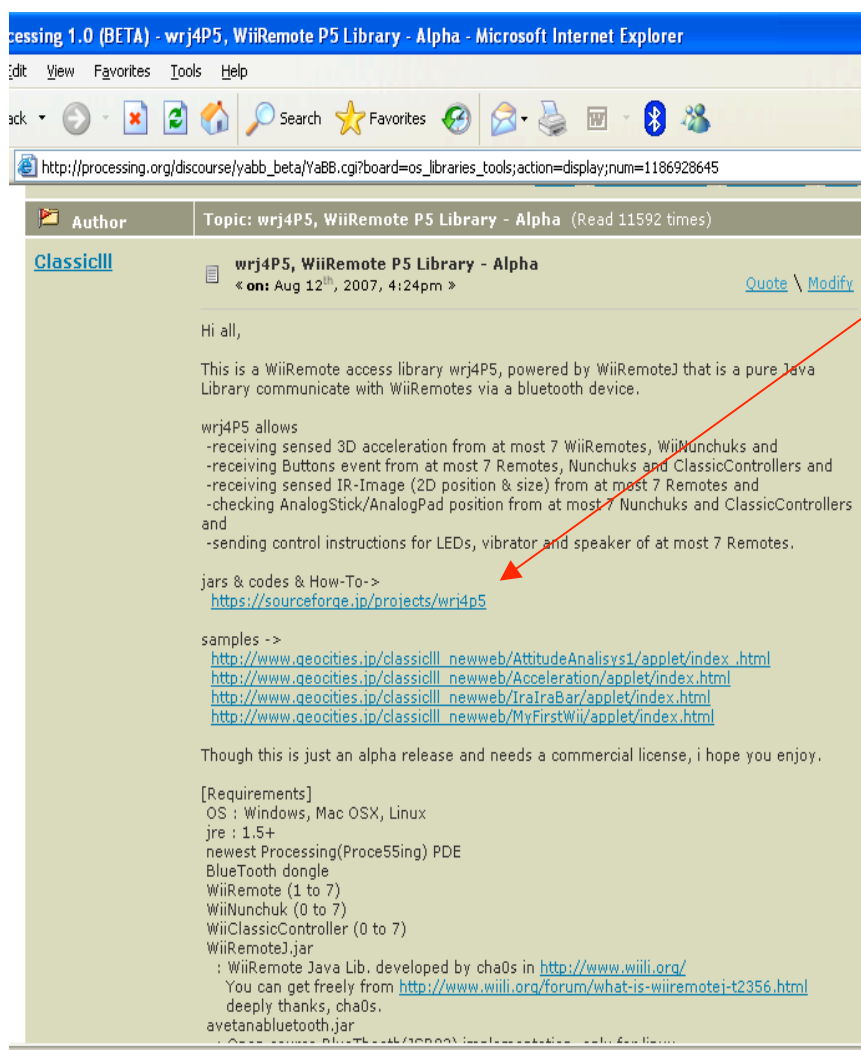 cessing 1.0 (BETA) - wrj4P5, WiiRemote P5 Library - Alpha - Microsoft Internet Explorer
Edit View Favorites Tools Help
ack Search Favorites
http://processing.org/discourse/yabb_beta/YaBB.cgi?board=os_libraries_tools;action=display;num=1186928645
Author Topic: wrj4P5, WiiRemote P5 Library - Alpha (Read 11592 times)
Classiclll wrj4P5, WiiRemote P5 Library - Alpha
« on: Aug 12th, 2007, 4:24pm » Quote \ Modify
Hi all,
This is a WiiRemote access library wrj4P5, powered by WiiRemoteJ that is a pure Java
Library communicate with WiiRemotes via a bluetooth device.
wrj4P5 allows
-receiving sensed 3D acceleration from at most 7 WiiRemotes, WiiNunchuks and
-receiving Buttons event from at most 7 Remotes, Nunchuks and ClassicControllers and
-receiving sensed IR-Image (2D position & size) from at most 7 Remotes and
-checking AnalogStick/AnalogPad position from at most 7 Nunchuks and ClassicControllers
and
-sending control instructions for LEDs, vibrator and speaker of at most 7 Remotes.
jars & codes & How-To->
https://sourceforge.jp/projects/wrj4p5
samples ->
http://www.geocities.jp/classiclll_newweb/AttitudeAnalisys1/applet/index_.html
http://www.geocities.jp/classiclll_newweb/Acceleration/applet/index.html
http://www.geocities.jp/classiclll_newweb/IraIraBar/applet/index.html
http://www.geocities.jp/classiclll_newweb/MyFirstWii/applet/index.html
Though this is just an alpha release and needs a commercial license, i hope you enjoy.
[Requirements]
OS : Windows, Mac OSX, Linux
jre : 1.5+
newest Processing(Proce55ing) PDE
BlueTooth dongle
WiiRemote (1 to 7)
WiiNunchuk (0 to 7)
WiiClassicController (0 to 7)
WiiRemoteJ.jar
: WiiRemote Java Lib. developed by cha0s in http://www.wiili.org/
You can get freely from http://www.wiili.org/forum/what-is-wiiremotej-t2356.html
deeply thanks, cha0s.
avetanabluetooth.jar
: Open source BlueThooth(JSR82) implementation, only for linux